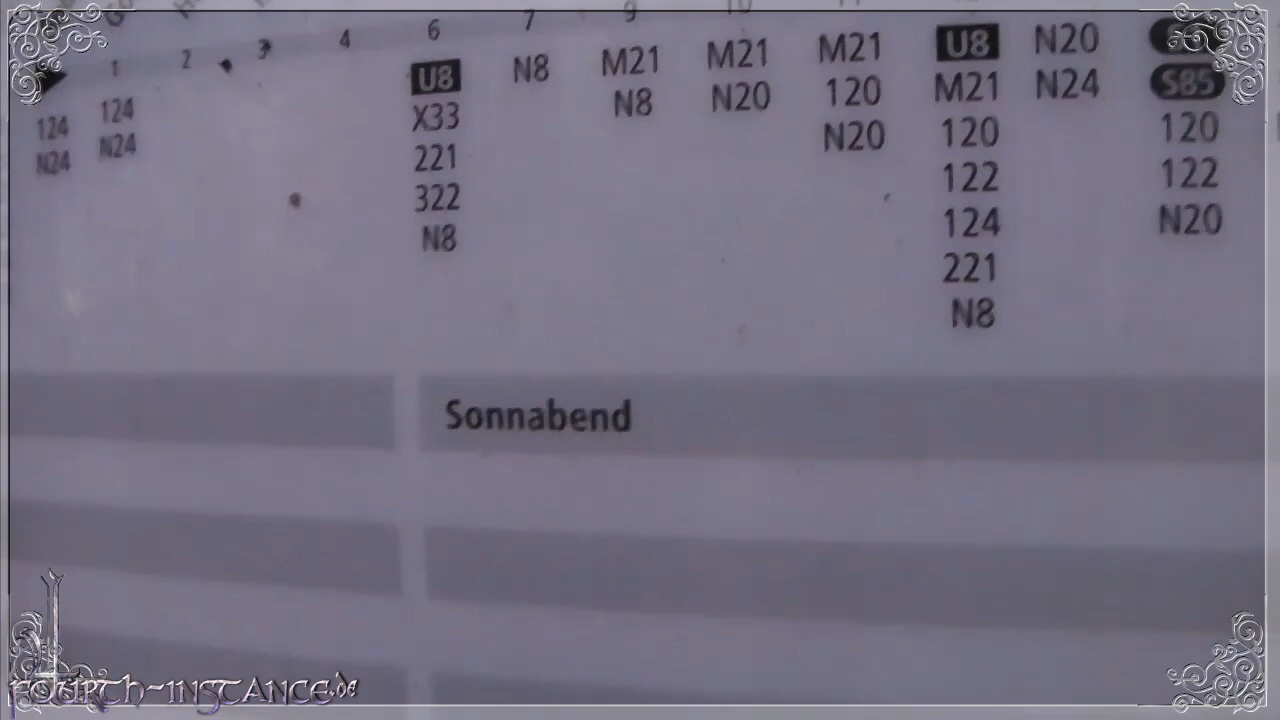 1 2 3 4 6 7 9 10 11
124 124 U8 N8 M21 M21 M21 U8 N20
N24 N24 X33 N8 N20 120 M21 N24 S85
221 N20 120 120
322 122 122
N8 124 N20
221
N8
Sonnabend
FOURTH-INSTANCE.de